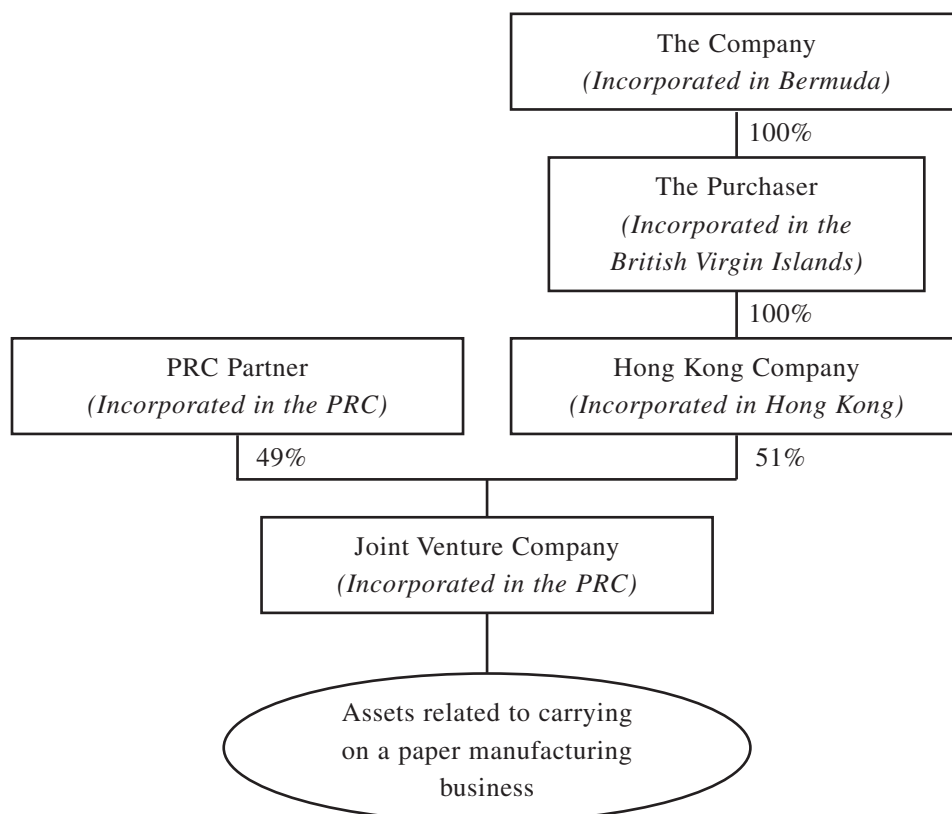 The Company
(Incorporated in Bermuda)
100%
The Purchaser
(Incorporated in the
British Virgin Islands)
100%
PRC Partner
(Incorporated in the PRC)
Hong Kong Company
(Incorporated in Hong Kong)
49%
51%
Joint Venture Company
(Incorporated in the PRC)
Assets related to carrying
on a paper manufacturing
business